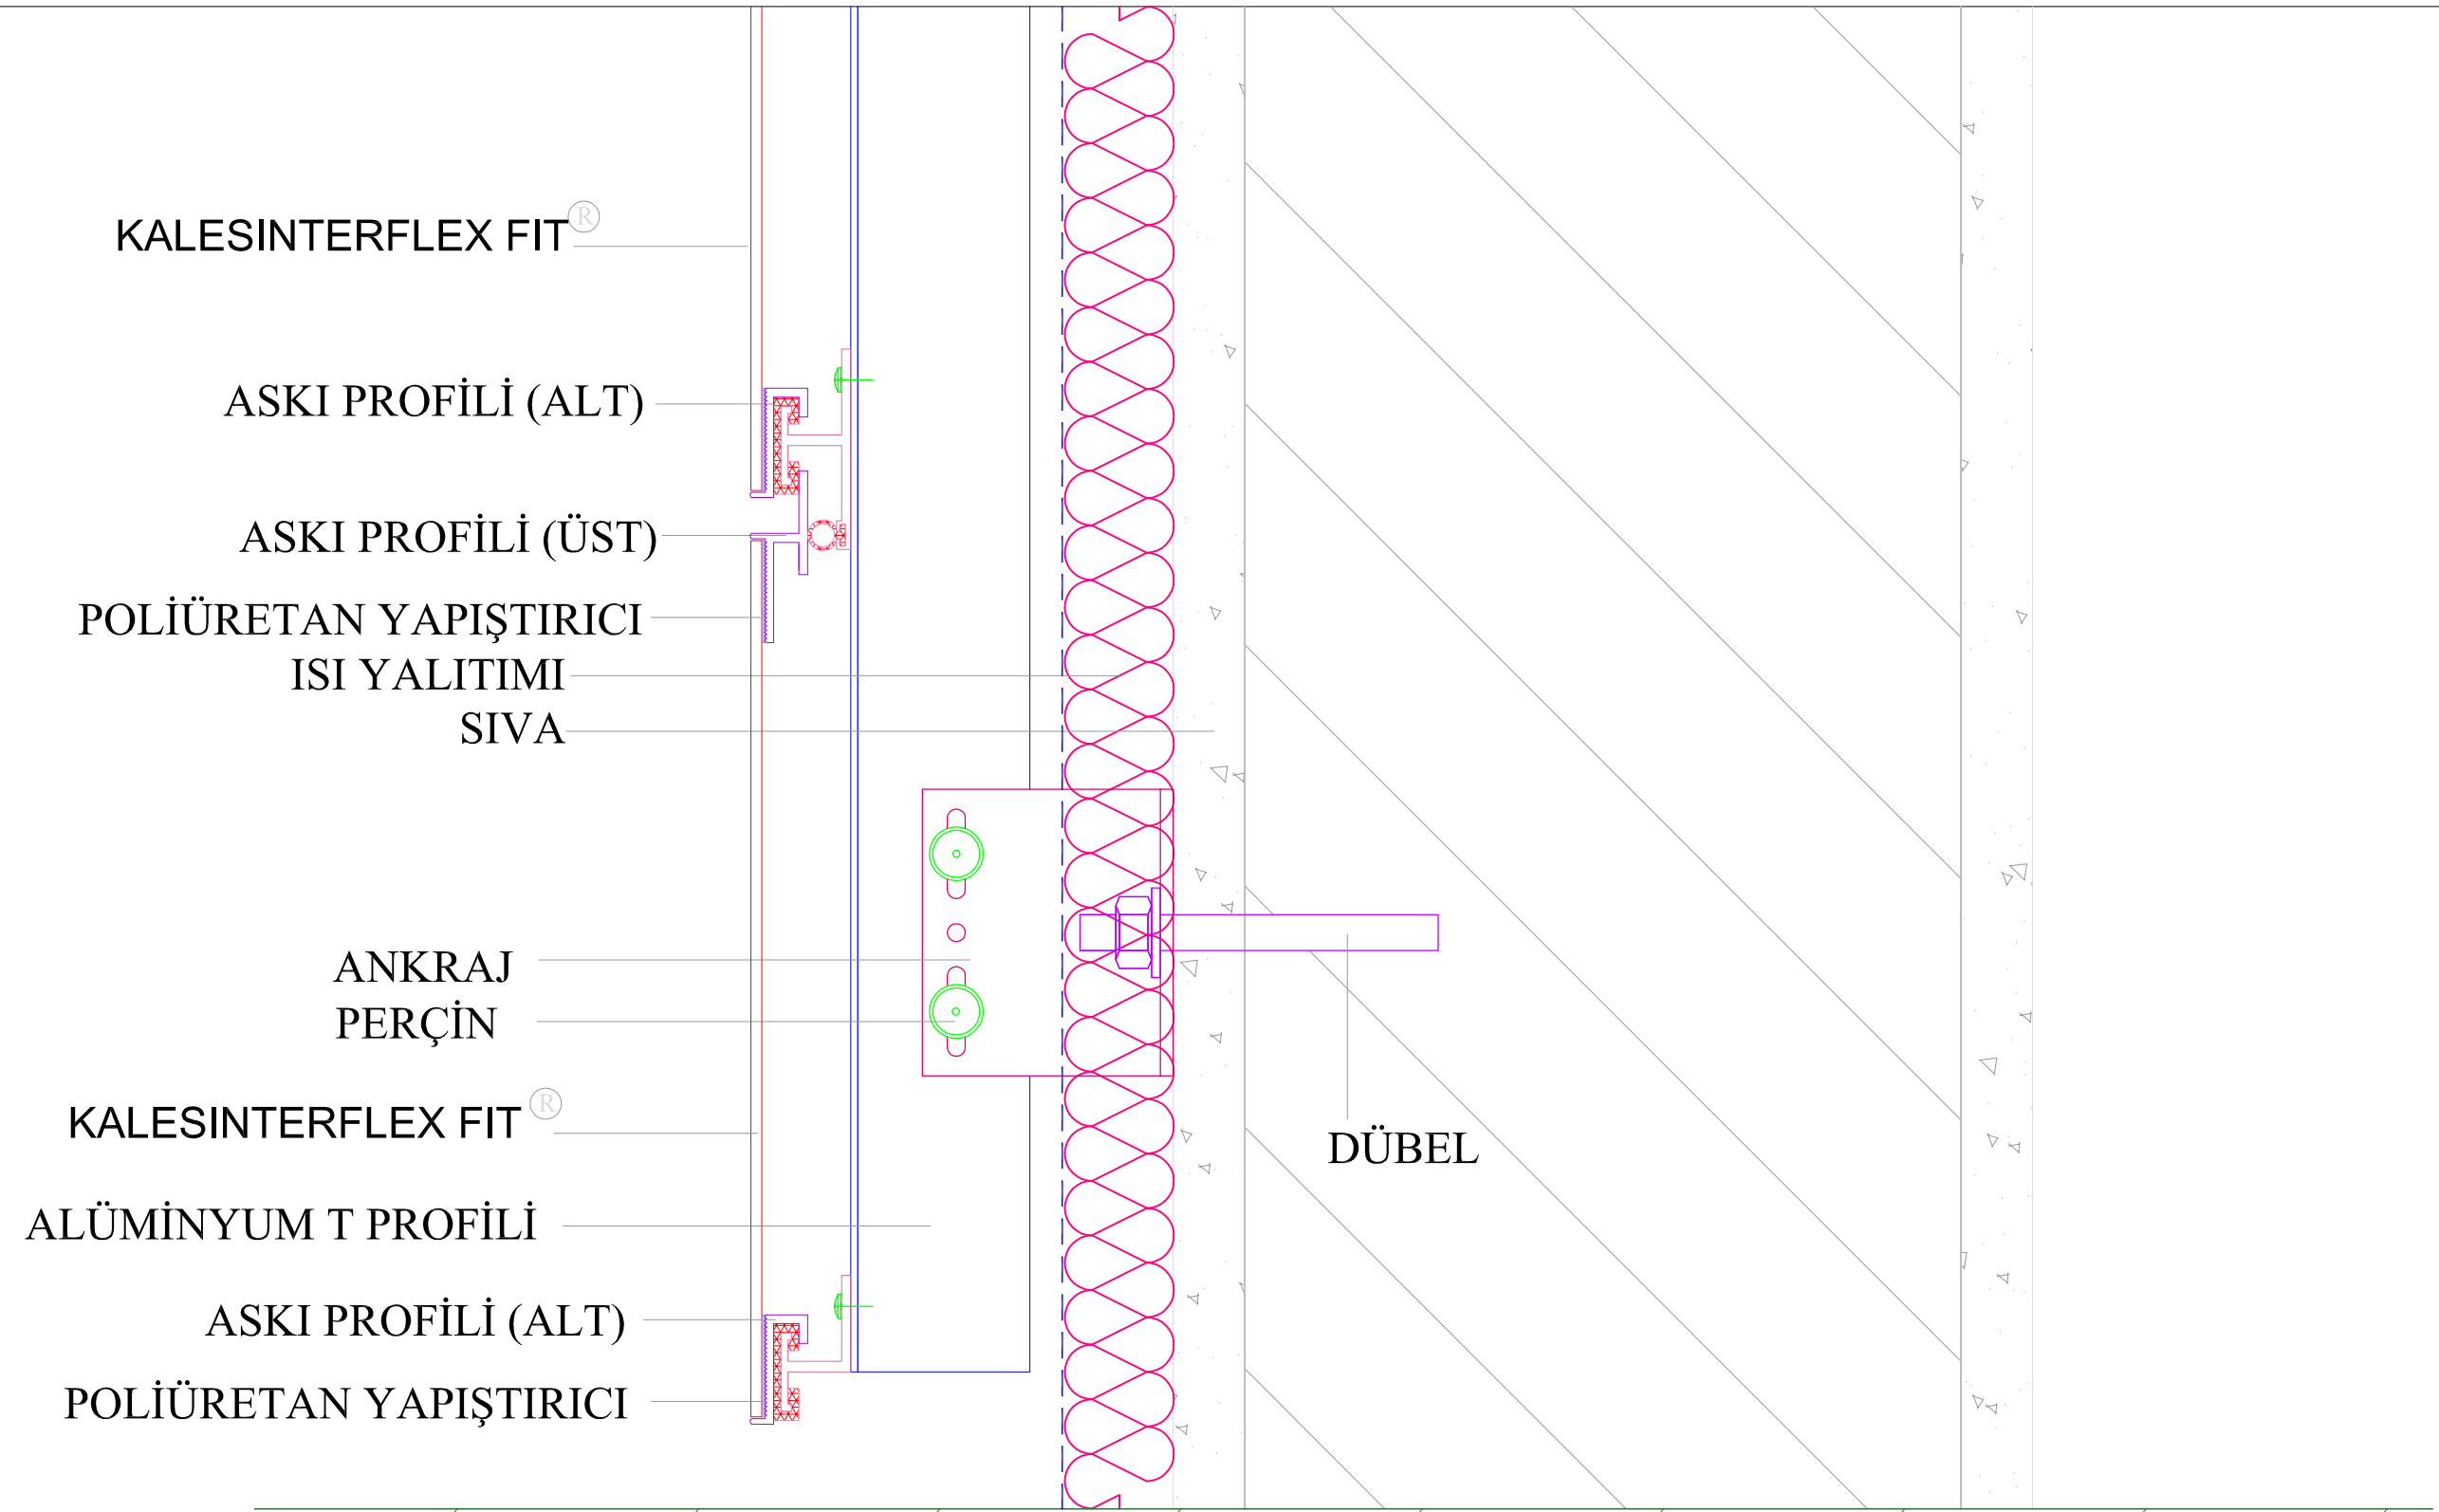 KALESINTERFLEX FIT ®
ASKI PROFİLİ (ALT)
ASKI PROFİLİ (ÜST)
POLİÜRETAN YAPIŞTIRICI
ISI YALITIMI
SIVA
ANKRAJ
PERÇİN
KALESINTERFLEX FIT ®
DÜBEL
ALÜMİNYUM T PROFİLİ
ASKI PROFİLİ (ALT)
POLİÜRETAN YAPIŞTIRICI